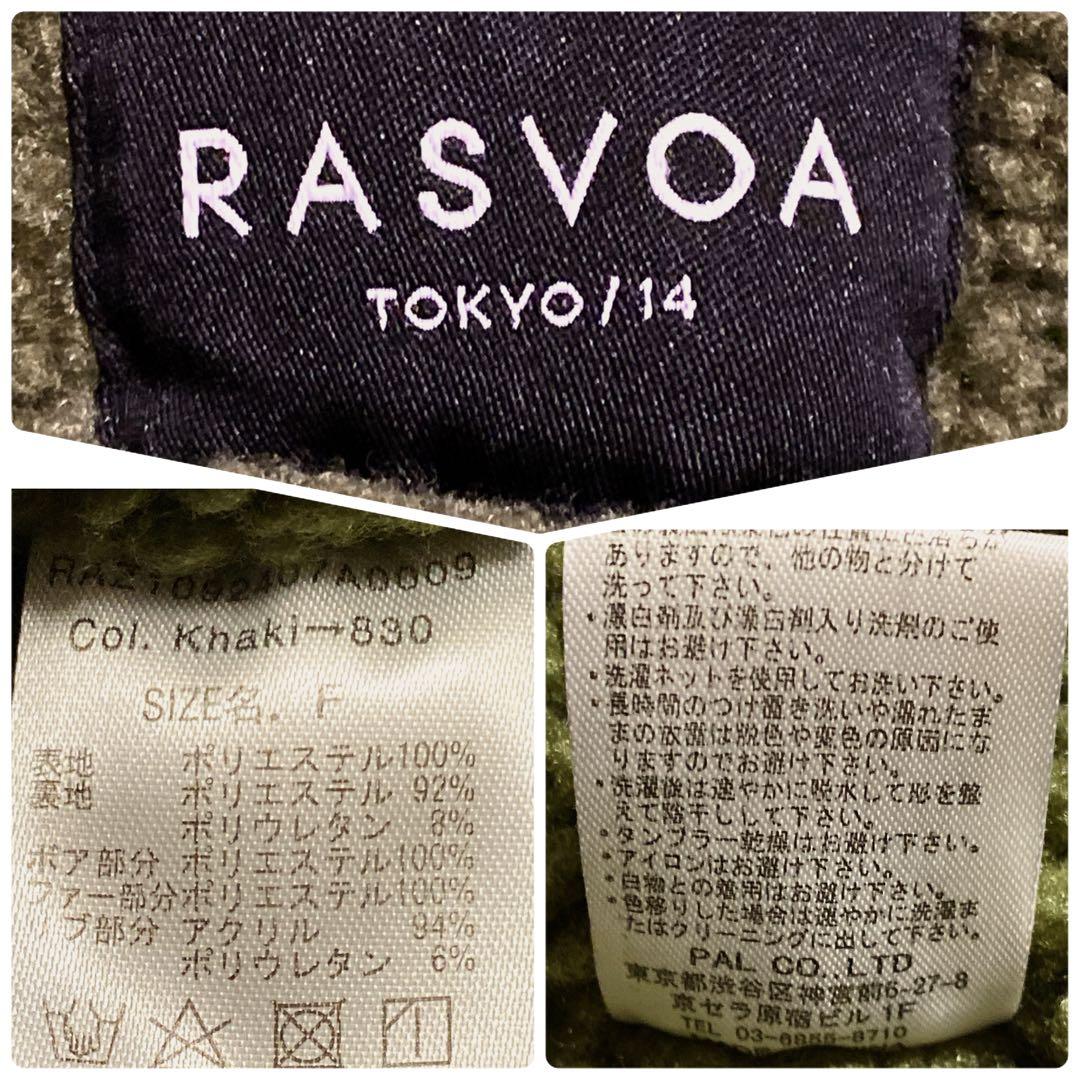 RASVOA
TOKYO/14
Col. Khaki→830
SIZE名. F
表地 ポリエステル100%
裏地 ポリエステル 92%
ポリウレタン 8%
ボア部分 ポリエステル100%
ファー部分ポリエステル100%
リブ部分 アクリル 94%
ポリウレタン 6%
ありますので、他の物と分けて
洗って下さい。
・漂白剤及び漂白剤入り洗剤のご使
用はお避け下さい。
・洗濯ネットを使用してお洗い下さい。
・長時間のつけ置き洗いや濡れたま
まの放置は脱色や変色の原因にな
りますのでお避け下さい。
・洗濯後は速やかに脱水して形を整
えて陰干しして下さい。
・タンブラー乾燥はお避け下さい。
・アイロンはお避け下さい。
・白物との着用はお避け下さい。
・色移りした場合は速やかに洗濯ま
たはクリーニングに出して下さい。
PAL CO.,LTD
東京都渋谷区神宮前6-27-8
京セラ原宿ビル 1F
TEL 03-6855-8710